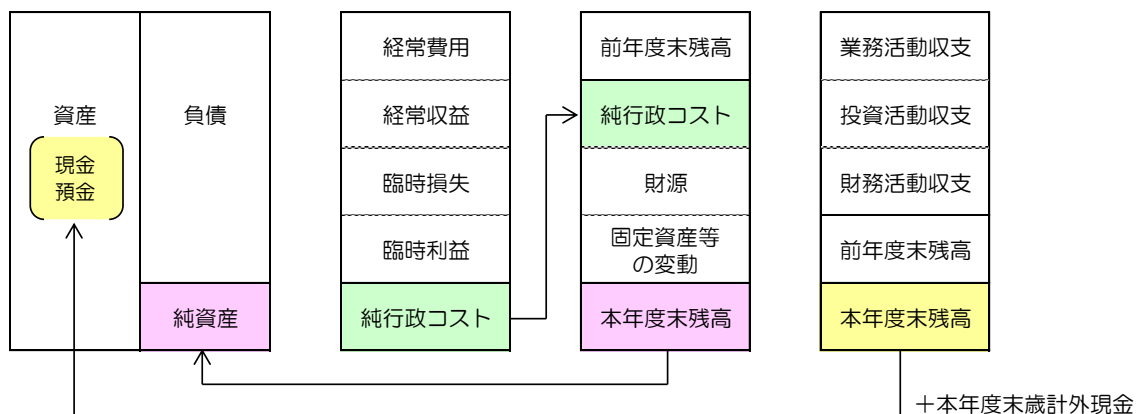 資産
現金
預金
負債
純資産
経常費用
経常収益
臨時損失
臨時利益
純行政コスト
前年度末残高
純行政コスト
財源
固定資産等
の変動
本年度末残高
業務活動収支
投資活動収支
財務活動収支
前年度末残高
本年度末残高
＋本年度末歳計外現金